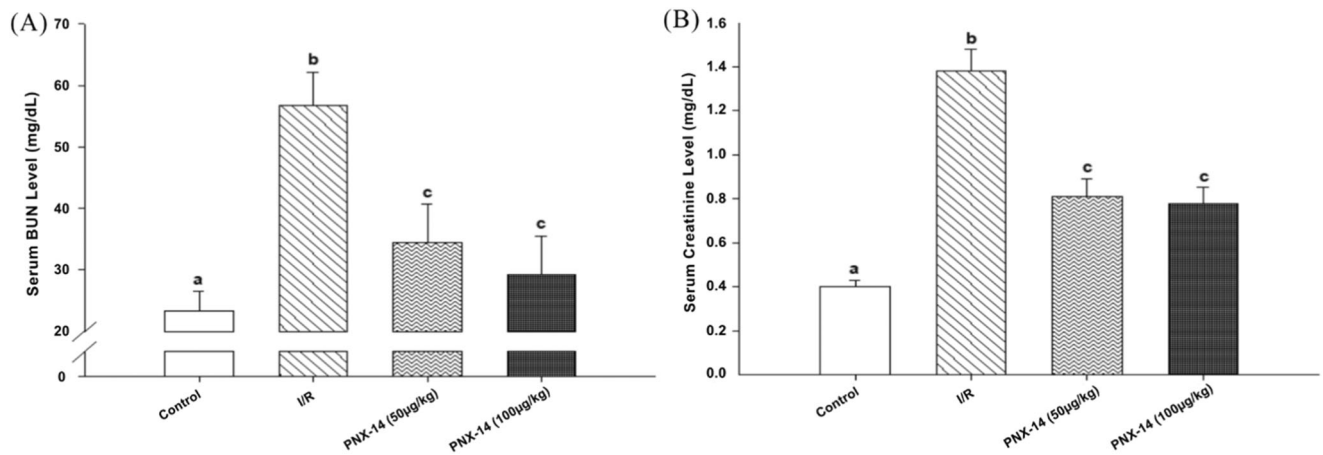 (A)
Serum BUN Level (mg/dL)
70
60
50
40
30
20
0
a
b
c
c
Control
I/R
PNX-14 (50μg/kg)
PNX-14 (100μg/kg)
(B)
Serum Creatinine Level (mg/dL)
1.6
1.4
1.2
1.0
0.8
0.6
0.4
0.2
0.0
a
b
c
c
Control
I/R
PNX-14 (50μg/kg)
PNX-14 (100μg/kg)